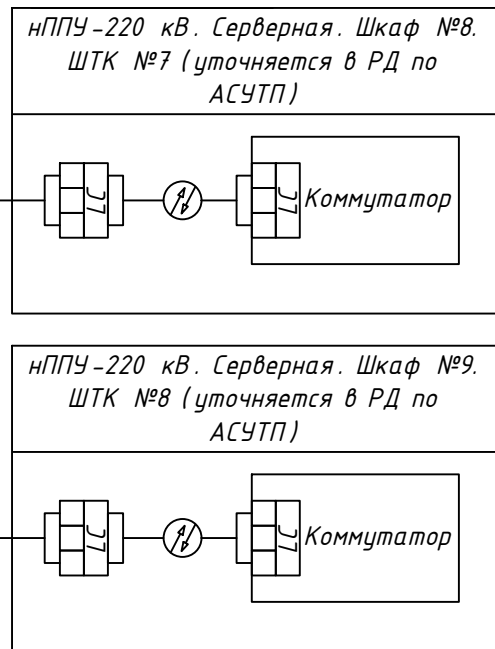 нППУ-220 кВ. Серверная. Шкаф №8.
ШТК №7 (уточняется в РД по
АСУТП)
LC
LC
Коммутатор
нППУ-220 кВ. Серверная. Шкаф №9.
ШТК №8 (уточняется в РД по
АСУТП)
LC
LC
Коммутатор